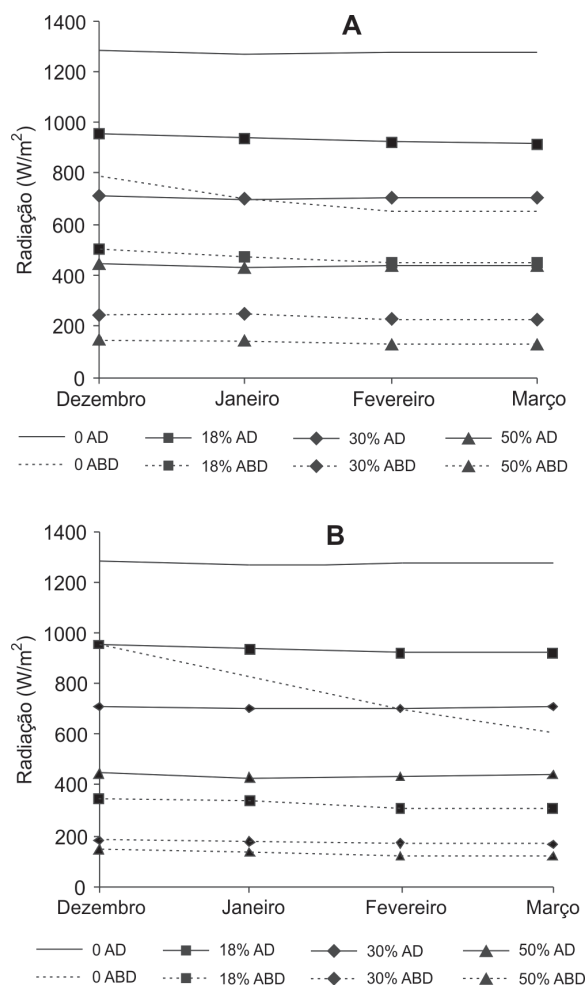 A
Radiação (W/m²)
1400
1200
1000
800
600
400
200
0
Dezembro Janeiro Fevereiro Março
0 AD 18% AD 30% AD 50% AD
0 ABD 18% ABD 30% ABD 50% ABD
B
Radiação (W/m²)
1400
1200
1000
800
600
400
200
0
Dezembro Janeiro Fevereiro Março
0 AD 18% AD 30% AD 50% AD
0 ABD 18% ABD 30% ABD 50% ABD